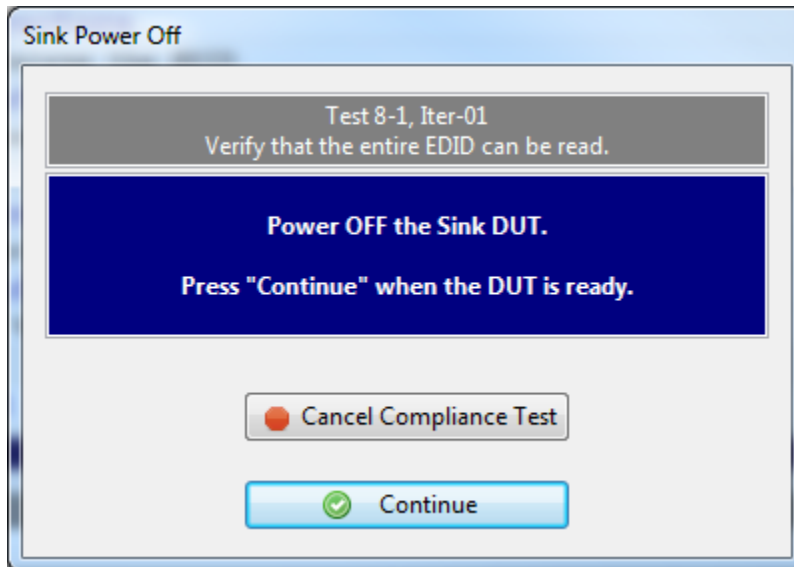 Sink Power Off
Test 8-1, Iter-01
Verify that the entire EDID can be read.
Power OFF the Sink DUT.
Press "Continue" when the DUT is ready.
Cancel Compliance Test
Continue